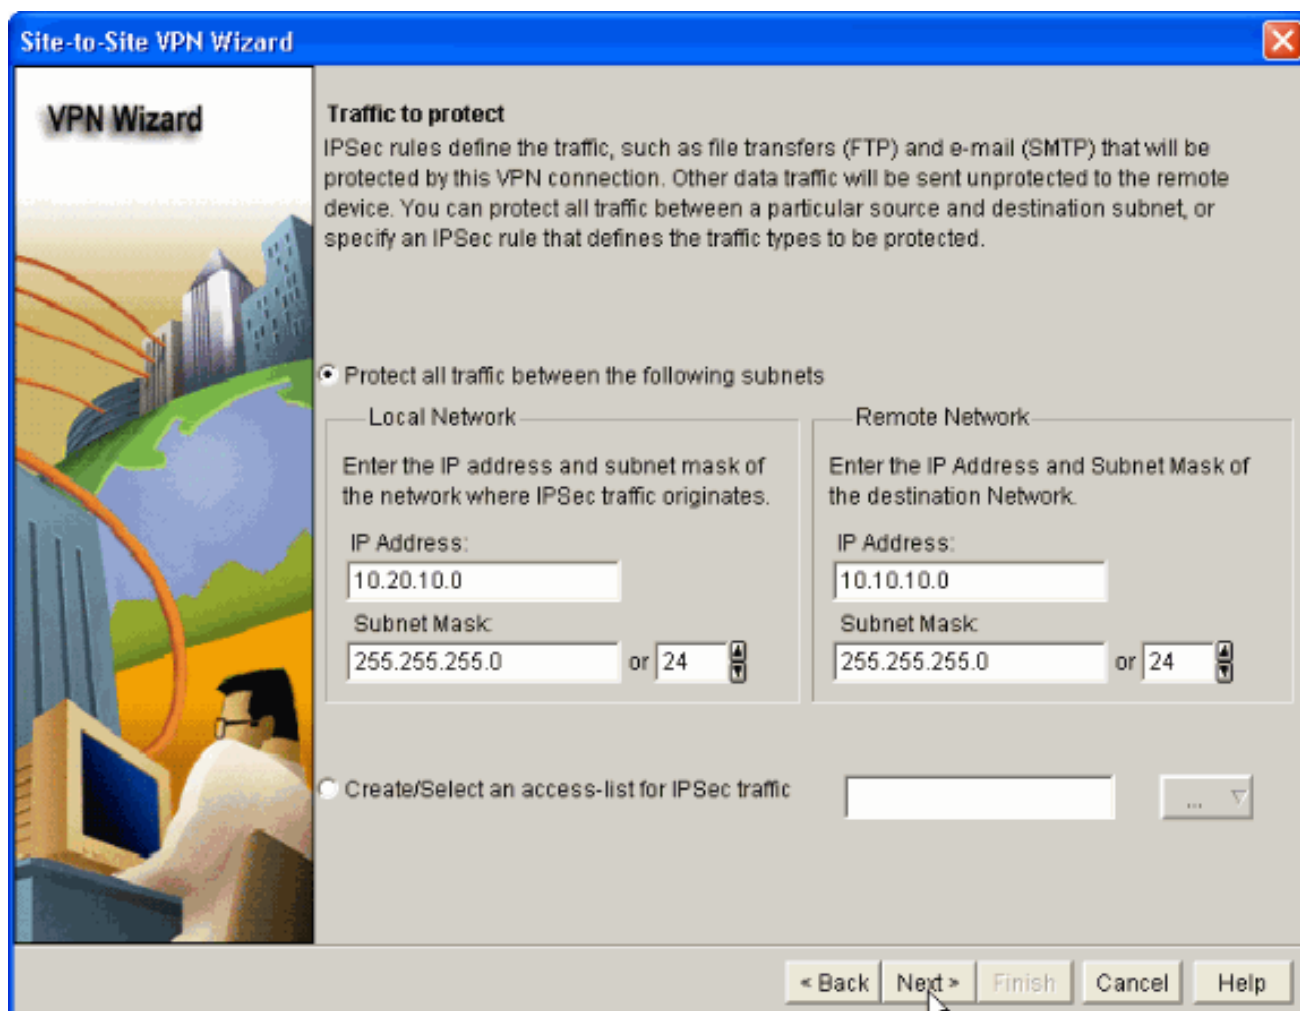 Site-to-Site VPN Wizard
VPN Wizard
Traffic to protect
IPSec rules define the traffic, such as file transfers (FTP) and e-mail (SMTP) that will be
protected by this VPN connection. Other data traffic will be sent unprotected to the remote
device. You can protect all traffic between a particular source and destination subnet, or
specify an IPSec rule that defines the traffic types to be protected.
Protect all traffic between the following subnets
Local Network
Enter the IP address and subnet mask of
the network where IPSec traffic originates.
IP Address:
10.20.10.0
Subnet Mask:
255.255.255.0 or 24
Remote Network
Enter the IP Address and Subnet Mask of
the destination Network.
IP Address:
10.10.10.0
Subnet Mask:
255.255.255.0 or 24
Create/Select an access-list for IPSec traffic ...
< Back Next > Finish Cancel Help